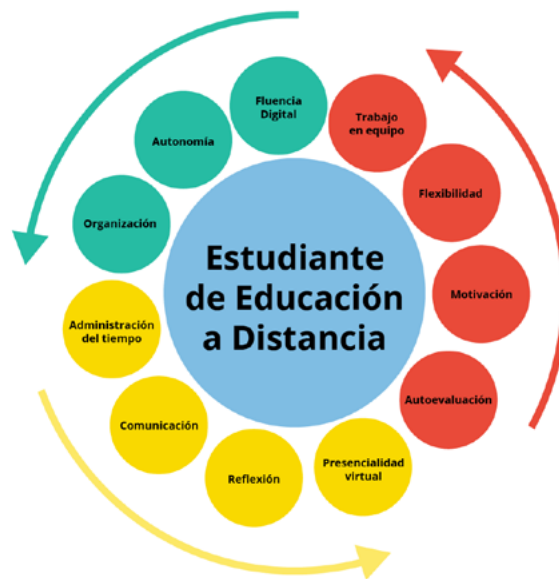 Fluencia
Digital
Trabajo
en equipo
Autonomía
Flexibilidad
Organización
Estudiante
de Educación
a Distancia
Motivación
Administración
del tiempo
Autoevaluación
Comunicación
Reflexión
Presencialidad
virtual